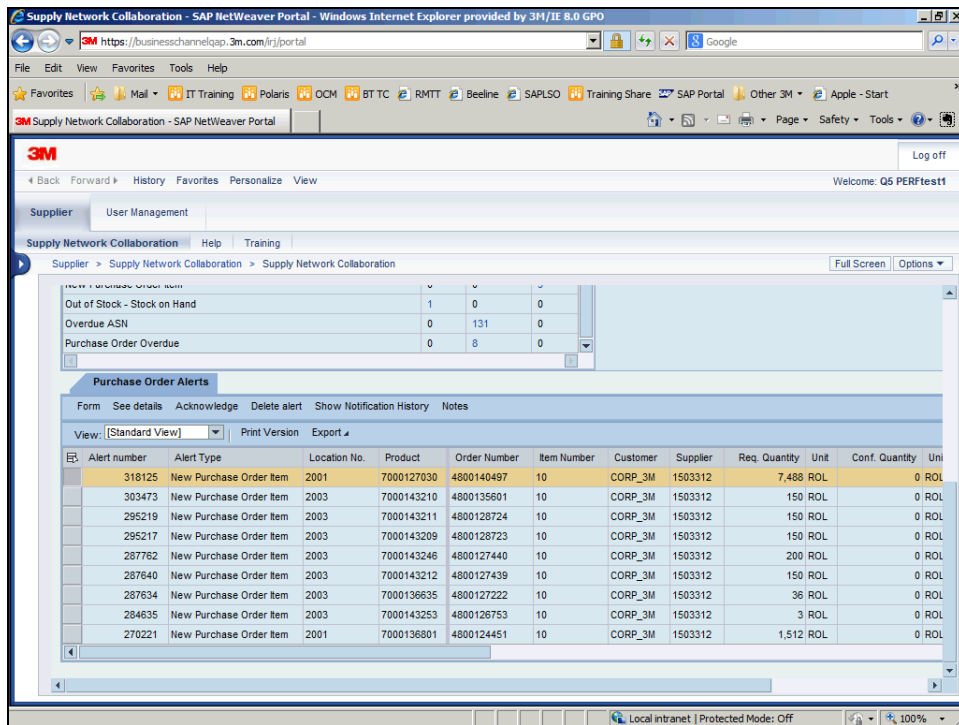 Supply Network Collaboration - SAP NetWeaver Portal - Windows Internet Explorer provided by 3M/IE 8.0 GPO
3M https://businesschannelqap.3m.com/irj/portal
Google
File Edit View Favorites Tools Help
Favorites Mail IT Training Polaris OCM BT TC RMTT Beeline SAPLSO Training Share SAP Portal Other 3M Apple - Start
3M Supply Network Collaboration - SAP NetWeaver Portal
Page Safety Tools
3M
Log off
Back Forward History Favorites Personalize View
Welcome: Q5 PERFtest1
Supplier User Management
Supply Network Collaboration Help Training
Supplier > Supply Network Collaboration > Supply Network Collaboration
Full Screen Options
New Purchase Order Item 0 0
Out of Stock - Stock on Hand 1 0 0
Overdue ASN 0 131 0
Purchase Order Overdue 0 8 0
Purchase Order Alerts
Form See details Acknowledge Delete alert Show Notification History Notes
View: [Standard View] Print Version Export
Alert number Alert Type Location No. Product Order Number Item Number Customer Supplier Req. Quantity Unit Conf. Quantity Uni
318125 New Purchase Order Item 2001 7000127030 4800140497 10 CORP_3M 1503312 7,488 ROL 0 ROL
303473 New Purchase Order Item 2003 7000143210 4800135601 10 CORP_3M 1503312 150 ROL 0 ROL
295219 New Purchase Order Item 2003 7000143211 4800128724 10 CORP_3M 1503312 150 ROL 0 ROL
295217 New Purchase Order Item 2003 7000143209 4800128723 10 CORP_3M 1503312 150 ROL 0 ROL
287762 New Purchase Order Item 2003 7000143246 4800127440 10 CORP_3M 1503312 200 ROL 0 ROL
287640 New Purchase Order Item 2003 7000143212 4800127439 10 CORP_3M 1503312 150 ROL 0 ROL
287634 New Purchase Order Item 2003 7000136635 4800127222 10 CORP_3M 1503312 36 ROL 0 ROL
284635 New Purchase Order Item 2003 7000143253 4800126753 10 CORP_3M 1503312 3 ROL 0 ROL
270221 New Purchase Order Item 2001 7000136801 4800124451 10 CORP_3M 1503312 1,512 ROL 0 ROL
Local intranet | Protected Mode: Off
100%